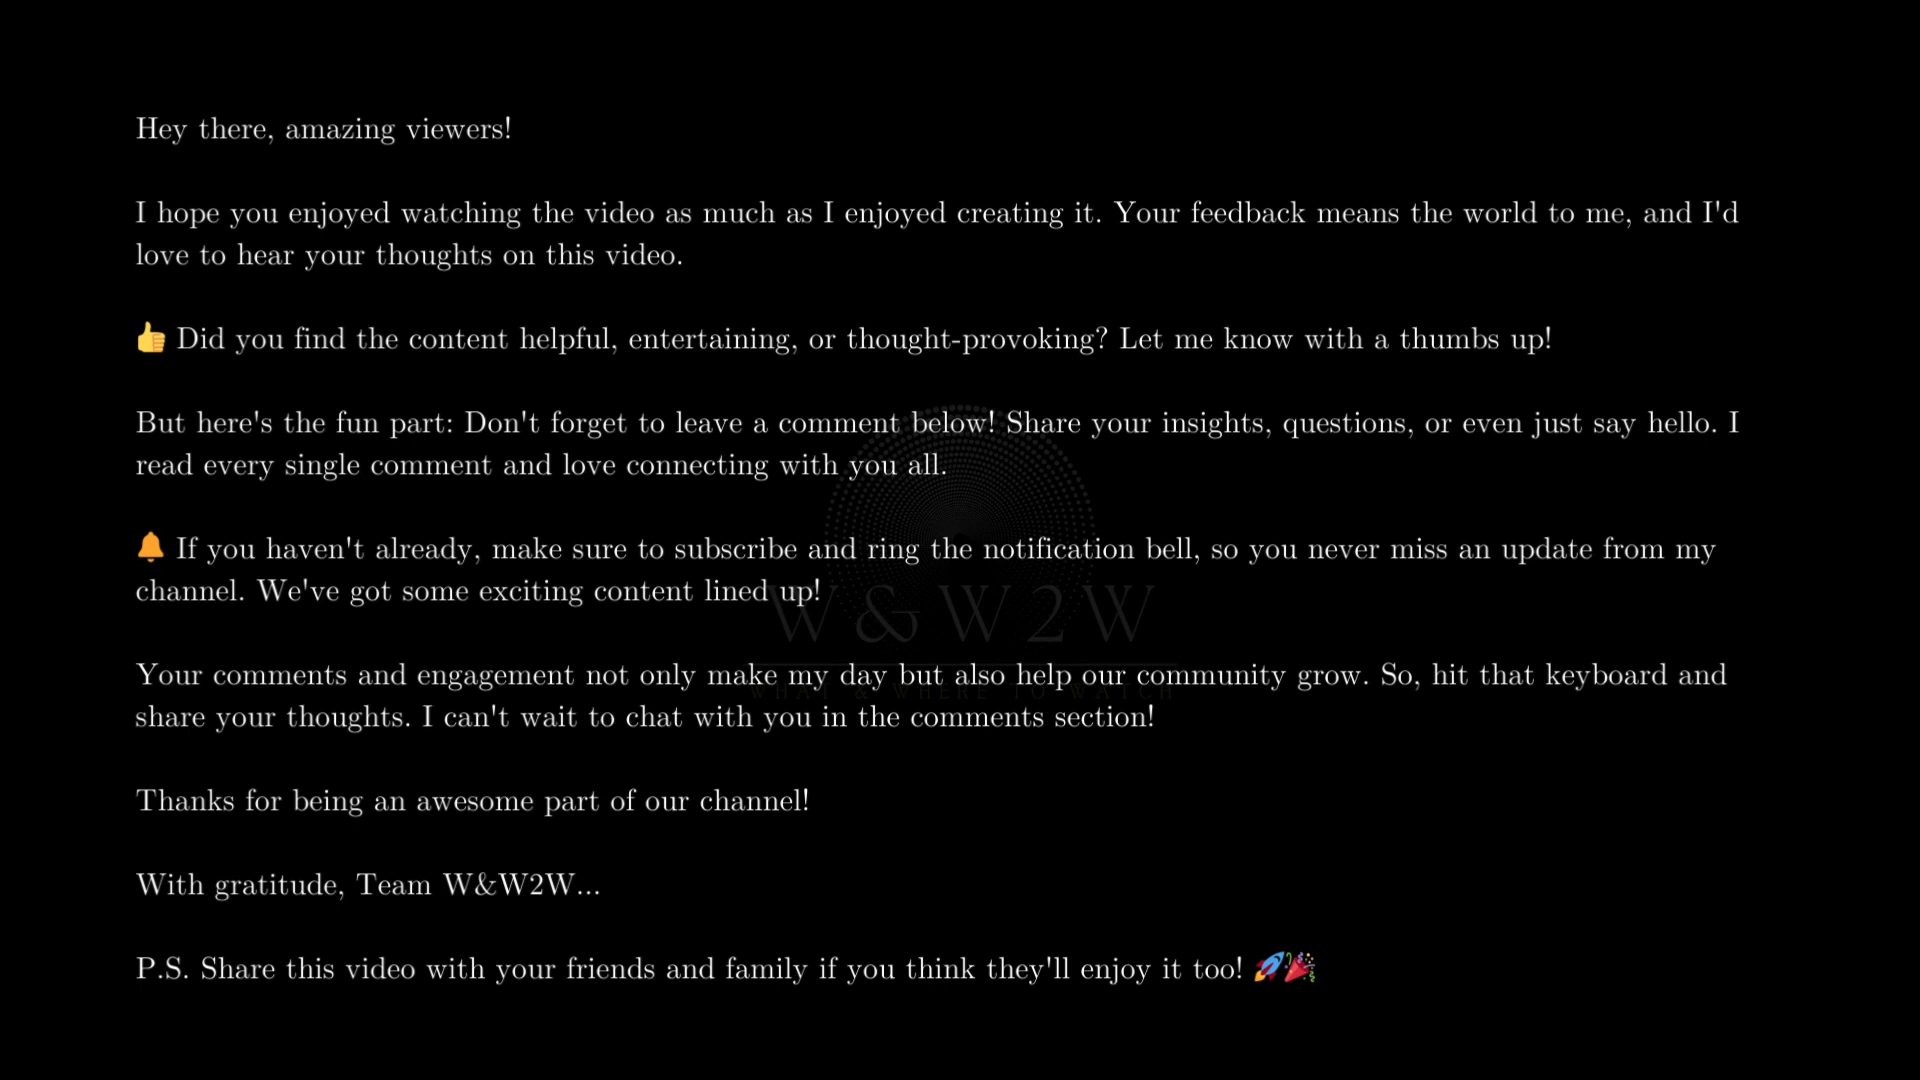 Hey there, amazing viewers!
I hope you enjoyed watching the video as much as I enjoyed creating it. Your feedback means the world to me, and I'd
love to hear your thoughts on this video.
👍 Did you find the content helpful, entertaining, or thought-provoking? Let me know with a thumbs up!
But here's the fun part: Don't forget to leave a comment below! Share your insights, questions, or even just say hello. I
read every single comment and love connecting with you all.
🔔 If you haven't already, make sure to subscribe and ring the notification bell, so you never miss an update from my
channel. We've got some exciting content lined up!
W&W2W
Your comments and engagement not only make my day but also help our community grow. So, hit that keyboard and
WHAT & WHERE TO WATCH
share your thoughts. I can't wait to chat with you in the comments section!
Thanks for being an awesome part of our channel!
With gratitude, Team W&W2W...
P.S. Share this video with your friends and family if you think they'll enjoy it too! 🚀🎉